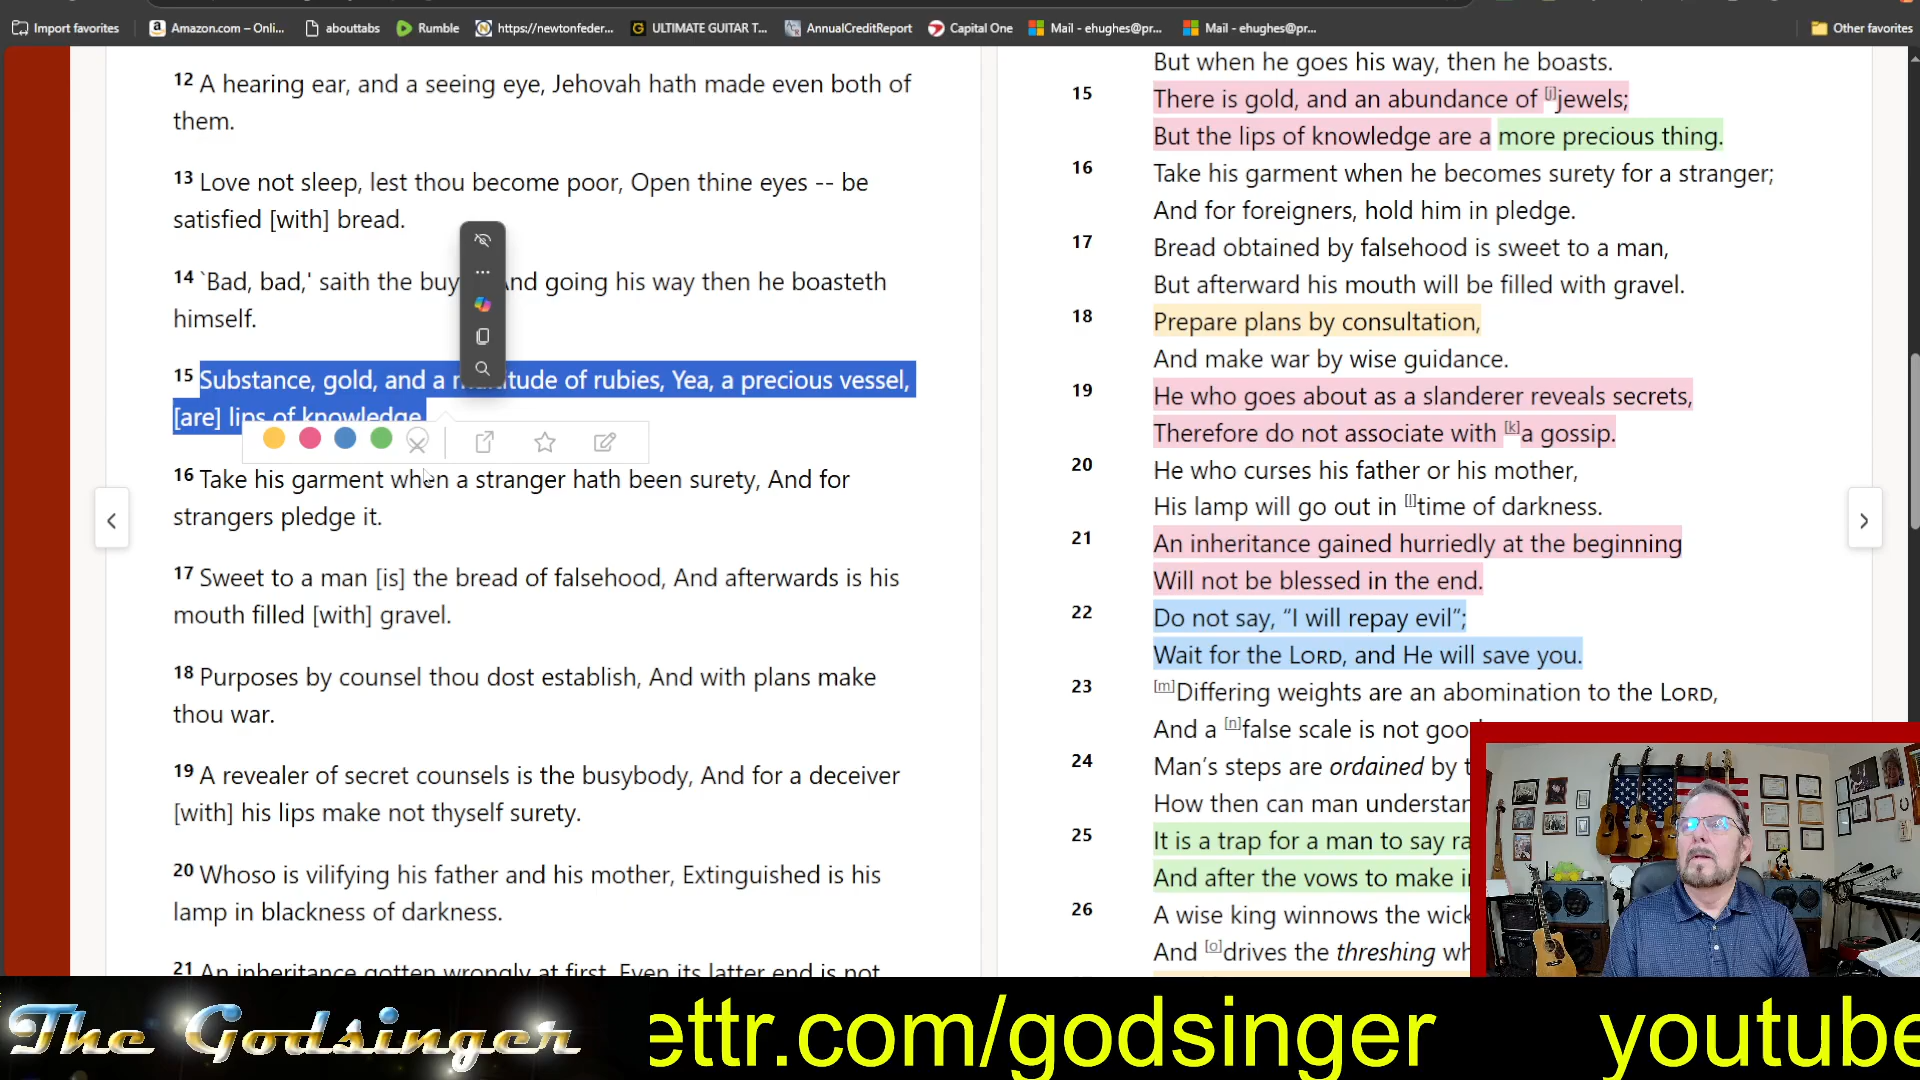 Import favorites
Amazon.com – Onli...
abouttabs
Rumble
https://newtonfeder...
ULTIMATE GUITAR T...
AnnualCreditReport
Capital One
Mail - ehughes@pr...
Mail - ehughes@pr...
Other favorites
12 A hearing ear, and a seeing eye, Jehovah hath made even both of
them.
13 Love not sleep, lest thou become poor, Open thine eyes -- be
satisfied [with] bread.
14 `Bad, bad,' saith the buy And going his way then he boasteth
himself.
15 Substance, gold, and a m tude of rubies, Yea, a precious vessel,
[are] lips of knowledge.
16 Take his garment when a stranger hath been surety, And for
strangers pledge it.
17 Sweet to a man [is] the bread of falsehood, And afterwards is his
mouth filled [with] gravel.
18 Purposes by counsel thou dost establish, And with plans make
thou war.
19 A revealer of secret counsels is the busybody, And for a deceiver
[with] his lips make not thyself surety.
20 Whoso is vilifying his father and his mother, Extinguished is his
lamp in blackness of darkness.
21 An inheritance gotten wrongly at first, Even its latter end is not
But when he goes his way, then he boasts.
15 There is gold, and an abundance of [j]jewels;
But the lips of knowledge are a more precious thing.
16 Take his garment when he becomes surety for a stranger;
And for foreigners, hold him in pledge.
17 Bread obtained by falsehood is sweet to a man,
But afterward his mouth will be filled with gravel.
18 Prepare plans by consultation,
And make war by wise guidance.
19 He who goes about as a slanderer reveals secrets,
Therefore do not associate with [k]a gossip.
20 He who curses his father or his mother,
His lamp will go out in [l]time of darkness.
21 An inheritance gained hurriedly at the beginning
Will not be blessed in the end.
22 Do not say, “I will repay evil”;
Wait for the LORD, and He will save you.
23 [m]Differing weights are an abomination to the LORD,
And a [n]false scale is not goo
24 Man’s steps are ordained by t
How then can man understan
25 It is a trap for a man to say ra
And after the vows to make i
26 A wise king winnows the wick
And [o]drives the threshing wh
The Godsinger
ettr.com/godsinger youtube